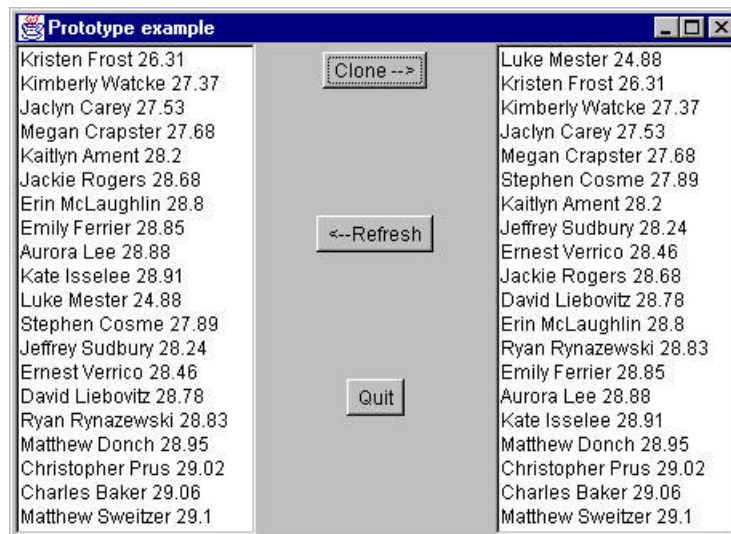 Prototype example
Kristen Frost 26.31
Kimberly Watcke 27.37
Jaclyn Carey 27.53
Megan Crapster 27.68
Kaitlyn Ament 28.2
Jackie Rogers 28.68
Erin McLaughlin 28.8
Emily Ferrier 28.85
Aurora Lee 28.88
Kate Isselee 28.91
Luke Mester 24.88
Stephen Cosme 27.89
Jeffrey Sudbury 28.24
Ernest Verrico 28.46
David Liebovitz 28.78
Ryan Rynazewski 28.83
Matthew Donch 28.95
Christopher Prus 29.02
Charles Baker 29.06
Matthew Sweitzer 29.1
Clone -->
<--Refresh
Quit
Luke Mester 24.88
Kristen Frost 26.31
Kimberly Watcke 27.37
Jaclyn Carey 27.53
Megan Crapster 27.68
Stephen Cosme 27.89
Kaitlyn Ament 28.2
Jeffrey Sudbury 28.24
Ernest Verrico 28.46
Jackie Rogers 28.68
David Liebovitz 28.78
Erin McLaughlin 28.8
Ryan Rynazewski 28.83
Emily Ferrier 28.85
Aurora Lee 28.88
Kate Isselee 28.91
Matthew Donch 28.95
Christopher Prus 29.02
Charles Baker 29.06
Matthew Sweitzer 29.1